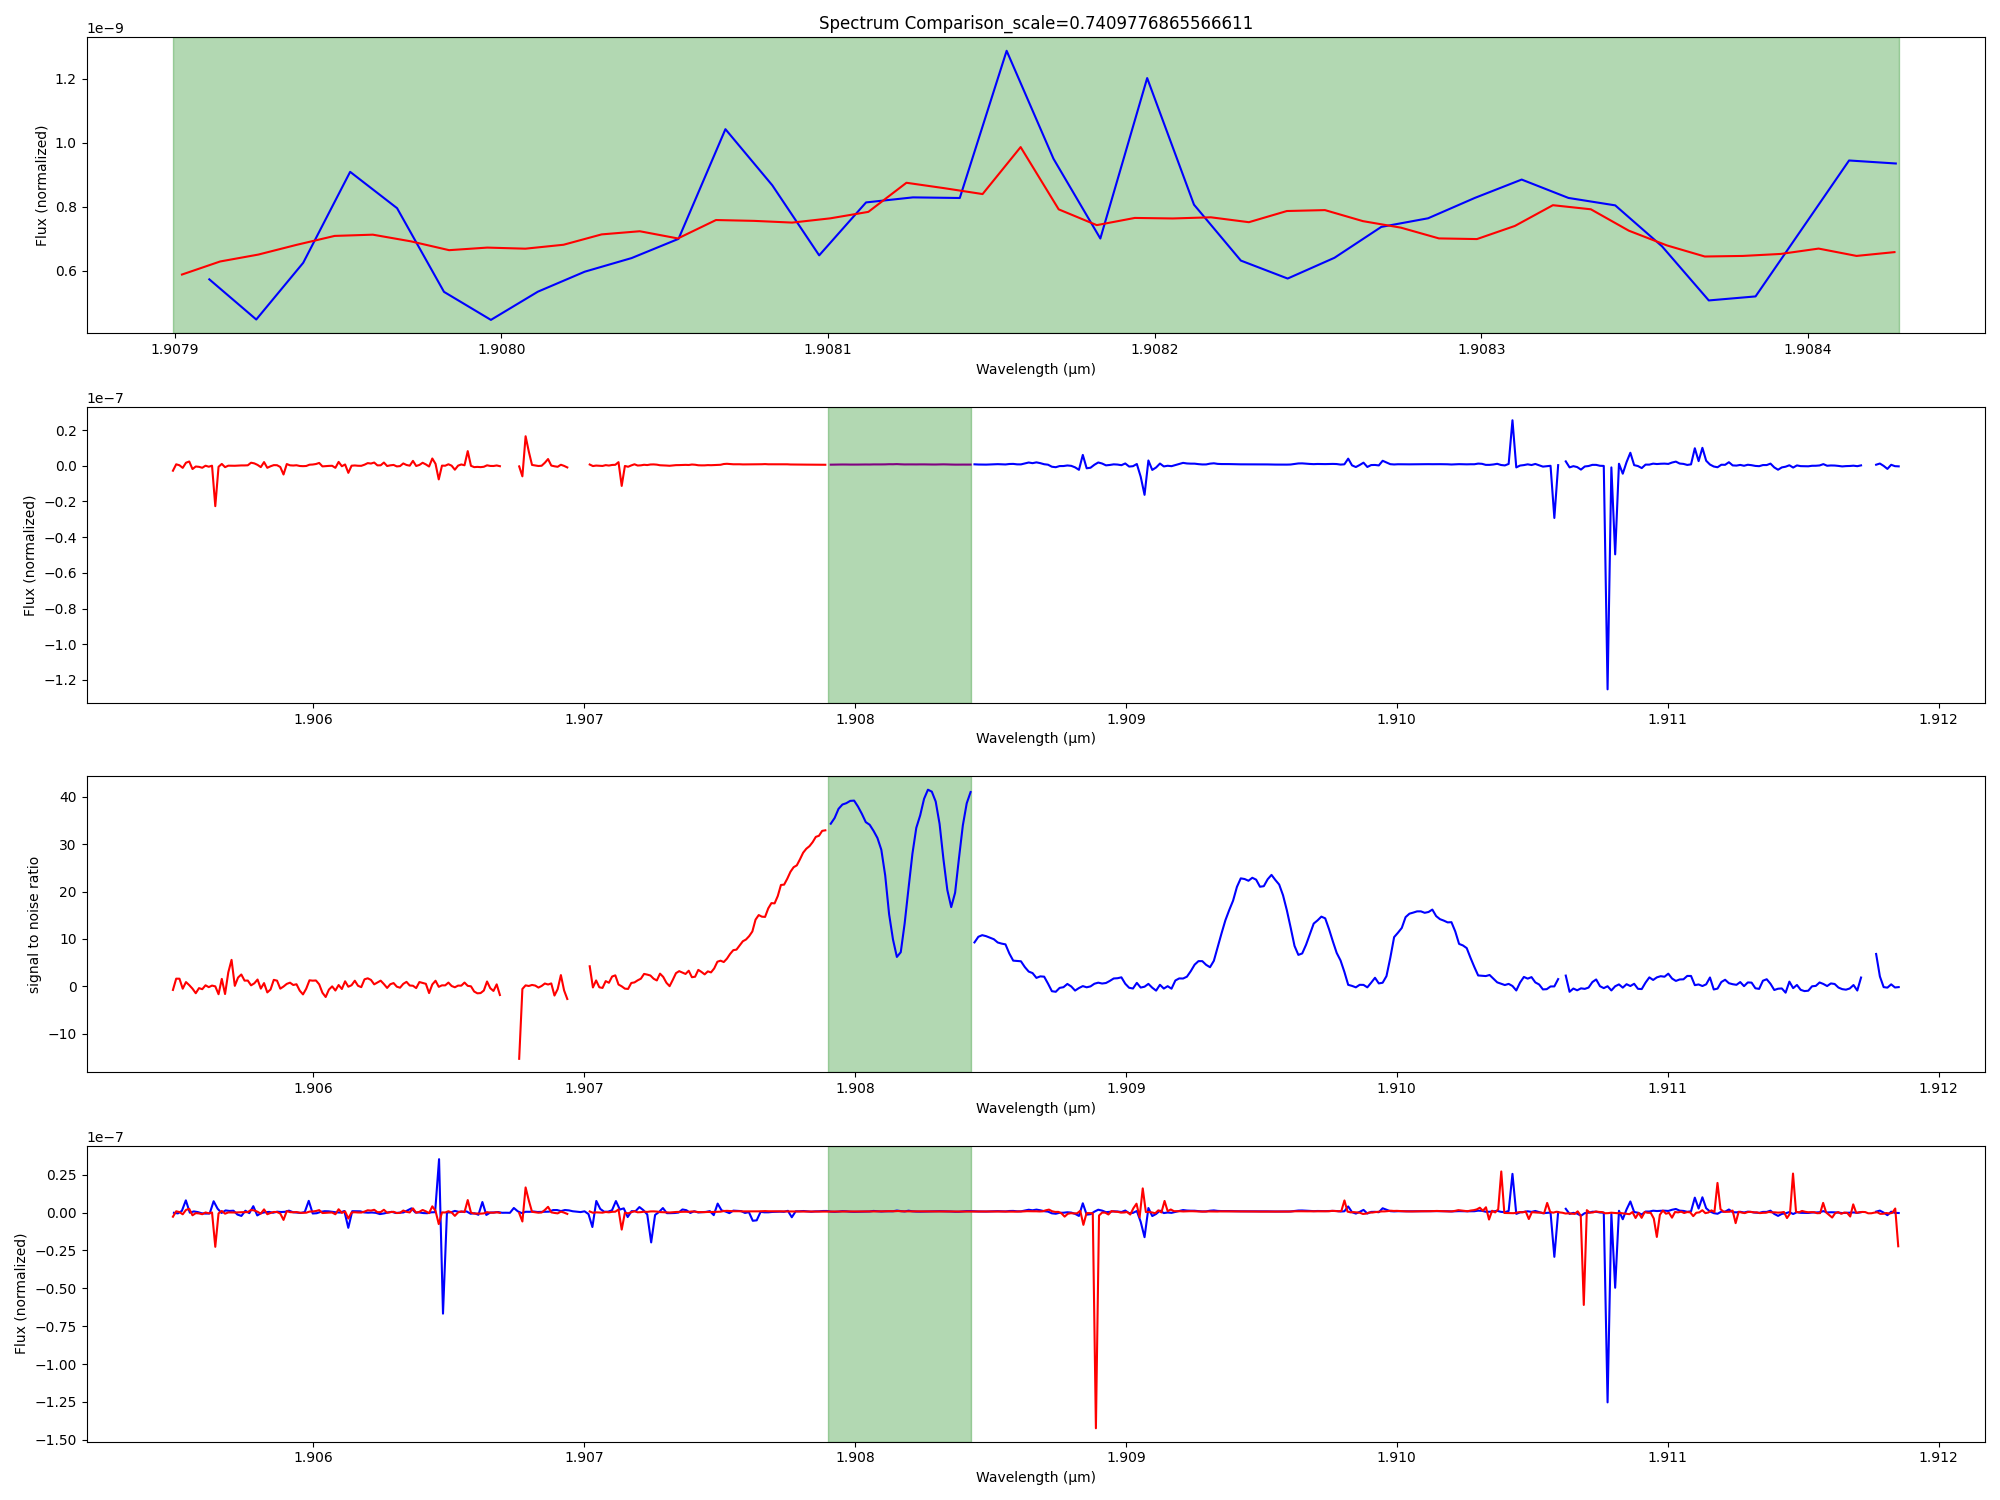 Spectrum Comparison_scale=0.7409776865566611
1e−9
Flux (normalized)
1.2
1.0
0.8
0.6
1.9079 1.9080 1.9081 1.9082 1.9083 1.9084
Wavelength (μm)
1e−7
Flux (normalized)
0.2
0.0
−0.2
−0.4
−0.6
−0.8
−1.0
−1.2
1.906 1.907 1.908 1.909 1.910 1.911 1.912
Wavelength (μm)
signal to noise ratio
40
30
20
10
0
−10
1.906 1.907 1.908 1.909 1.910 1.911 1.912
Wavelength (μm)
1e−7
Flux (normalized)
0.25
0.00
−0.25
−0.50
−0.75
−1.00
−1.25
−1.50
1.906 1.907 1.908 1.909 1.910 1.911 1.912
Wavelength (μm)